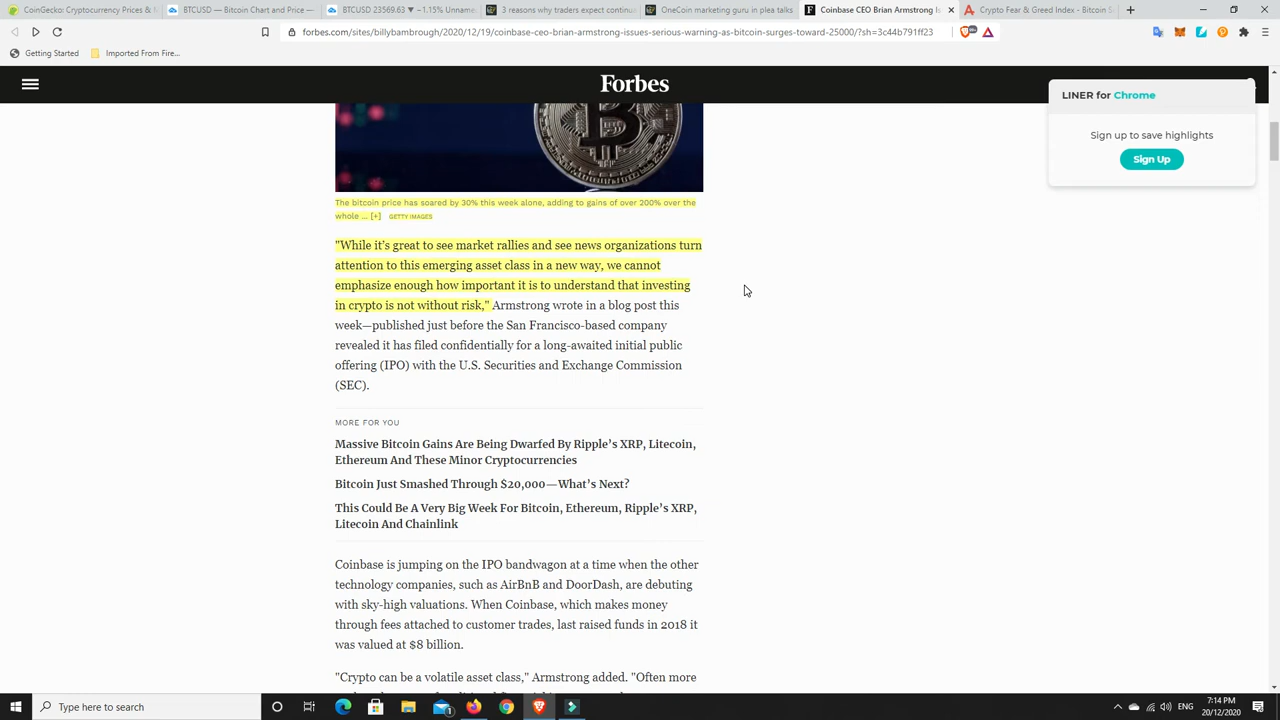 CoinGecko: Cryptocurrency Prices &
BTCUSD — Bitcoin Chart and Price —
BTCUSD 23569.63 ▼ −1.15% Unname
3 reasons why traders expect continu
OneCoin marketing guru in plea talks
Coinbase CEO Brian Armstrong Is
Crypto Fear & Greed Index - Bitcoin S
forbes.com/sites/billybambrough/2020/12/19/coinbase-ceo-brian-armstrong-issues-serious-warning-as-bitcoin-surges-toward-25000/?sh=3c44b791ff23
Getting Started
Imported From Fire...
Forbes
LINER for Chrome
Sign up to save highlights
Sign Up
The bitcoin price has soared by 30% this week alone, adding to gains of over 200% over the
whole ... [+] GETTY IMAGES
"While it’s great to see market rallies and see news organizations turn
attention to this emerging asset class in a new way, we cannot
emphasize enough how important it is to understand that investing
in crypto is not without risk," Armstrong wrote in a blog post this
week—published just before the San Francisco-based company
revealed it has filed confidentially for a long-awaited initial public
offering (IPO) with the U.S. Securities and Exchange Commission
(SEC).
MORE FOR YOU
Massive Bitcoin Gains Are Being Dwarfed By Ripple’s XRP, Litecoin,
Ethereum And These Minor Cryptocurrencies
Bitcoin Just Smashed Through $20,000—What’s Next?
This Could Be A Very Big Week For Bitcoin, Ethereum, Ripple’s XRP,
Litecoin And Chainlink
Coinbase is jumping on the IPO bandwagon at a time when the other
technology companies, such as AirBnB and DoorDash, are debuting
with sky-high valuations. When Coinbase, which makes money
through fees attached to customer trades, last raised funds in 2018 it
was valued at $8 billion.
"Crypto can be a volatile asset class," Armstrong added. "Often more
Type here to search
ENG
7:14 PM
20/12/2020